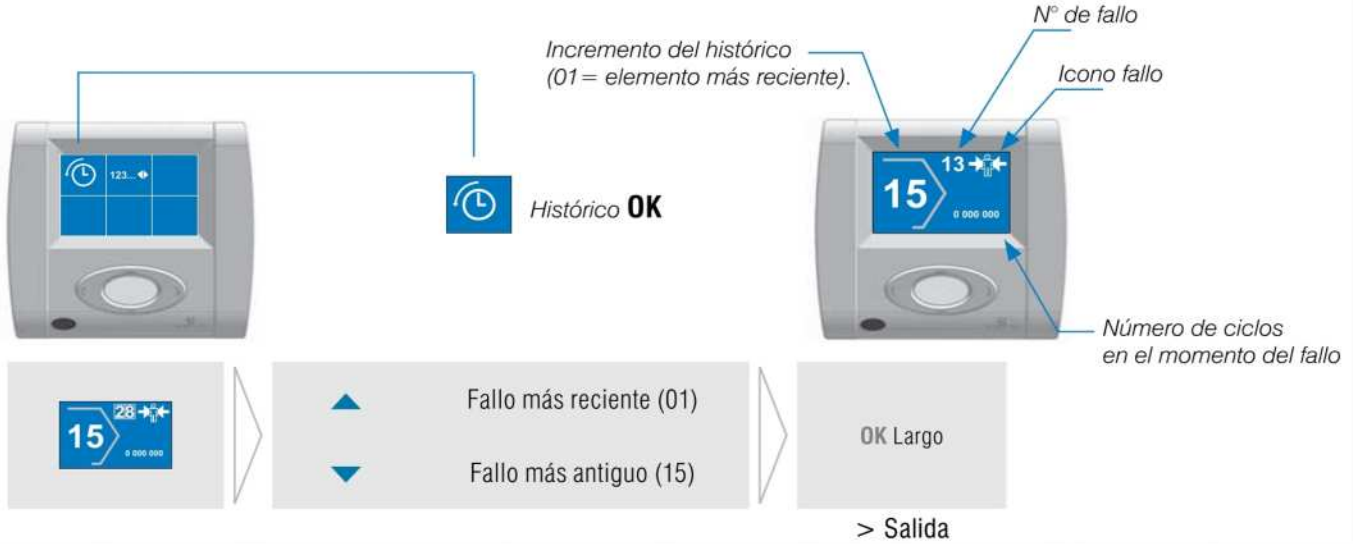 N° de fallo
Incremento del histórico
(01= elemento más reciente).
Icono fallo
123...
Histórico OK
13
15
0 000 000
Número de ciclos
en el momento del fallo
28
15
0 000 000
Fallo más reciente (01)
Fallo más antiguo (15)
OK Largo
> Salida